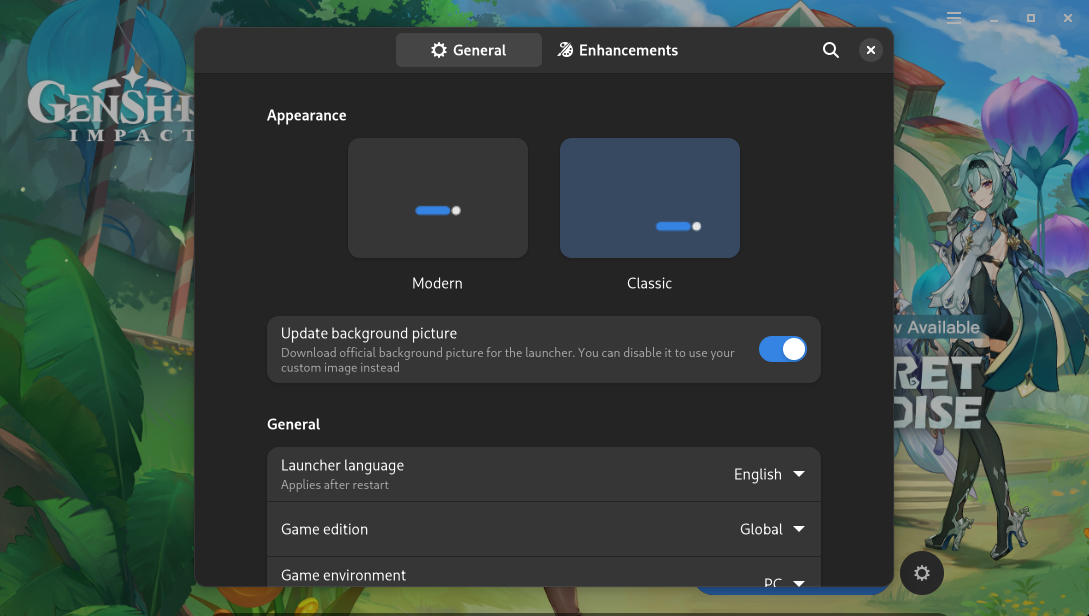 General
Enhancements
GENSHI
IMPACT
Appearance
Modern
Classic
Update background picture
Download official background picture for the launcher. You can disable it to use your
custom image instead
Available
RET
DISE
General
Launcher language
Applies after restart
English
Game edition
Global
Game environment
PC